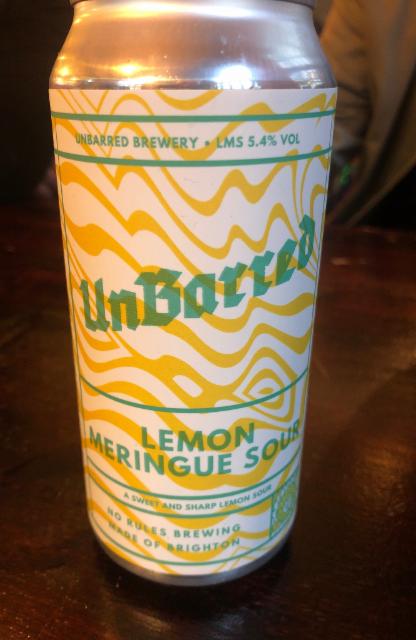 UNBARRED BREWERY • LMS 5.4% VOL
UnBarred
LEMON
MERINGUE SOUR
A SWEET AND SHARP LEMON SOUR
NO RULES BREWING
MADE OF BRIGHTON